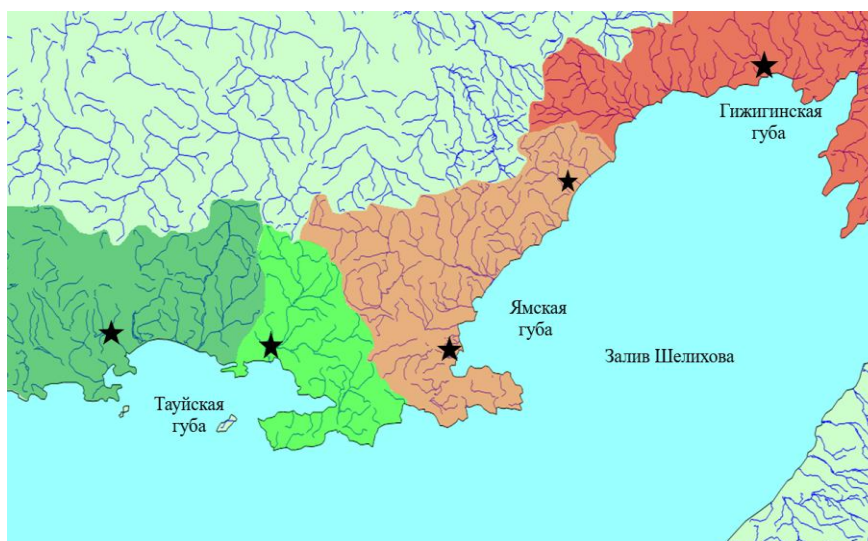 Гижигинская
губа
Ямская
губа
Залив Шелихова
Тауйская
губа